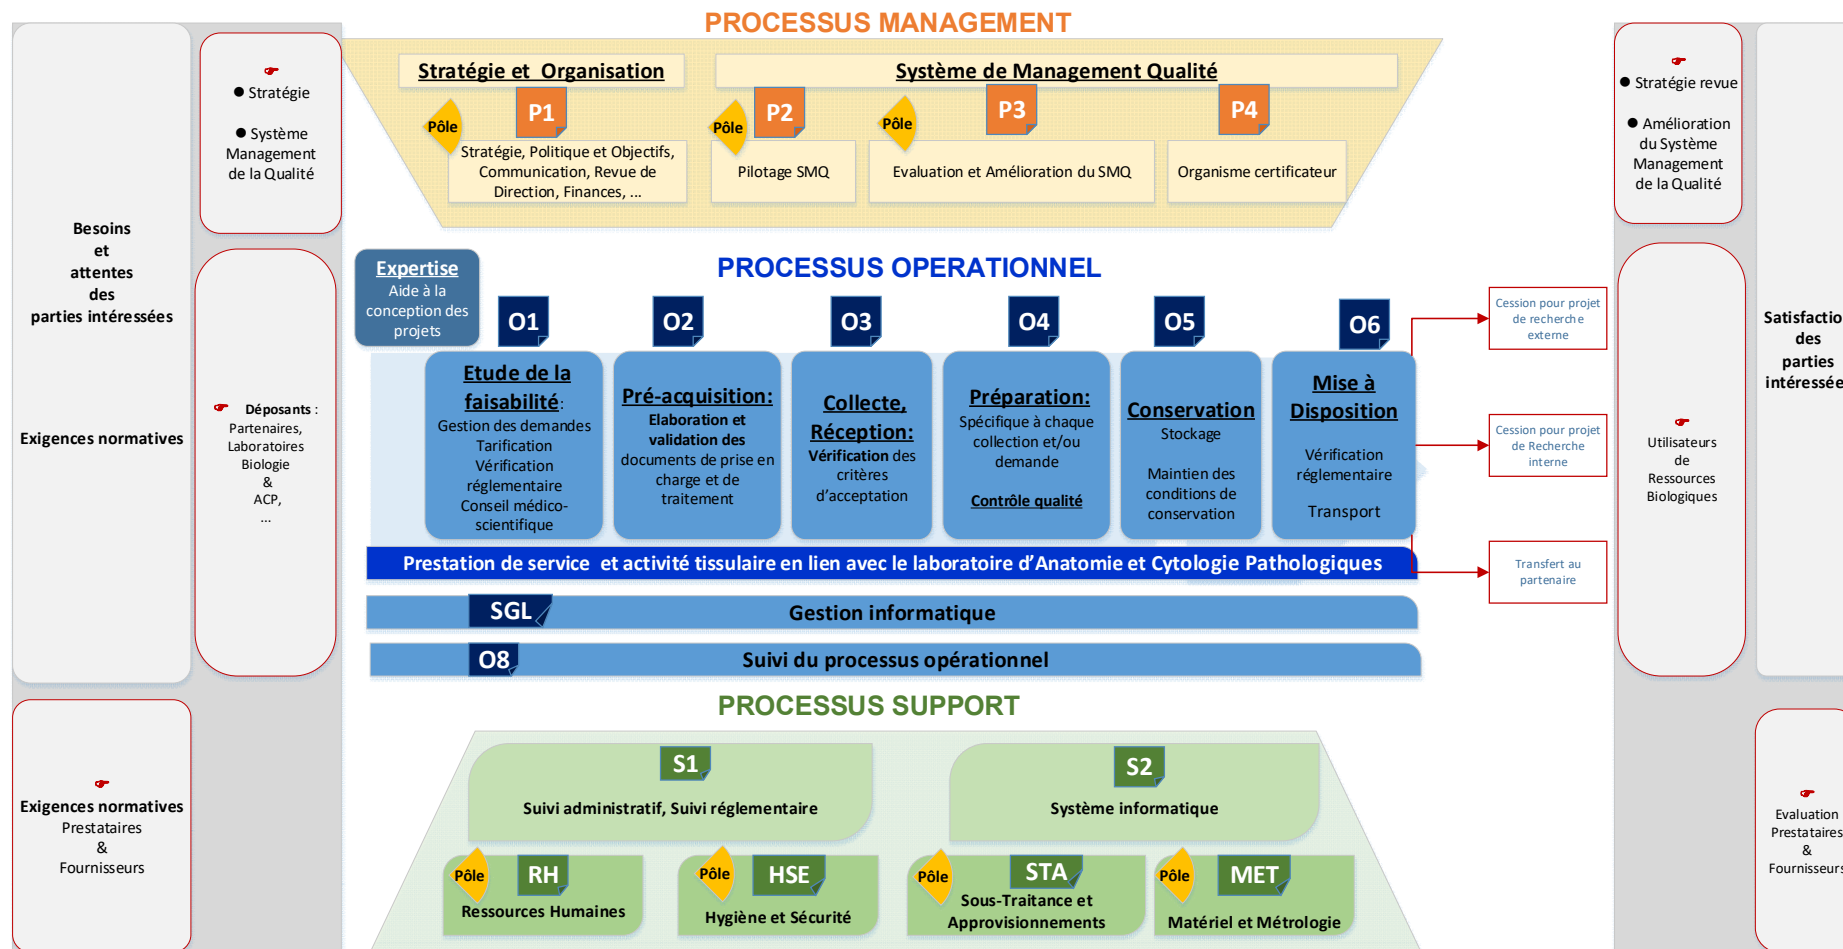 PROCESSUS MANAGEMENT
Besoins
et
attentes
des
parties intéressées
Exigences normatives
● Stratégie
● Système
Management
de la Qualité
Stratégie et Organisation
Système de Management Qualité
Pôle
P1
Stratégie, Politique et Objectifs,
Communication, Revue de
Direction, Finances, ...
Pôle
P2
Pilotage SMQ
Pôle
P3
Evaluation et Amélioration du SMQ
P4
Organisme certificateur
● Stratégie revue
● Amélioration
du Système
Management
de la Qualité
Satisfactio
des
parties
intéressée
Déposants :
Partenaires,
Laboratoires
Biologie
&
ACP,
...
PROCESSUS OPERATIONNEL
Expertise
Aide à la
conception des
projets
O1
Etude de la
faisabilité:
Gestion des demandes
Tarification
Vérification
réglementaire
Conseil médico-
scientifique
O2
Pré-acquisition:
Elaboration et
validation des
documents de prise en
charge et de
traitement
O3
Collecte,
Réception:
Vérification des
critères
d’acceptation
O4
Préparation:
Spécifique à chaque
collection et/ou
demande
Contrôle qualité
O5
Conservation
Stockage
Maintien des
conditions de
conservation
O6
Mise à
Disposition
Vérification
réglementaire
Transport
Cession pour projet
de recherche
externe
Cession pour projet
de Recherche
interne
Transfert au
partenaire
Utilisateurs
de
Ressources
Biologiques
Prestation de service et activité tissulaire en lien avec le laboratoire d’Anatomie et Cytologie Pathologiques
SGL
Gestion informatique
O8
Suivi du processus opérationnel
PROCESSUS SUPPORT
Exigences normatives
Prestataires
&
Fournisseurs
S1
Suivi administratif, Suivi réglementaire
S2
Système informatique
Pôle
RH
Ressources Humaines
Pôle
HSE
Hygiène et Sécurité
Pôle
STA
Sous-Traitance et
Approvisionnements
Pôle
MET
Matériel et Métrologie
Evaluation
Prestataires
&
Fournisseurs